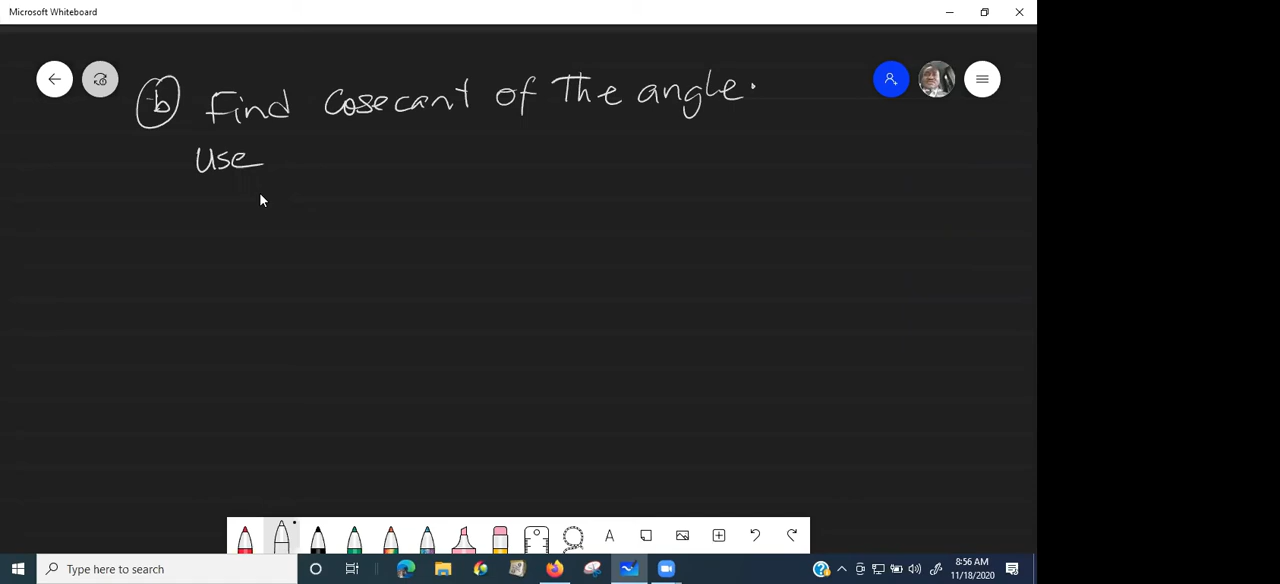 Microsoft Whiteboard
b Find cosecant of The angle.
use
A
Type here to search
8:56 AM
11/18/2020